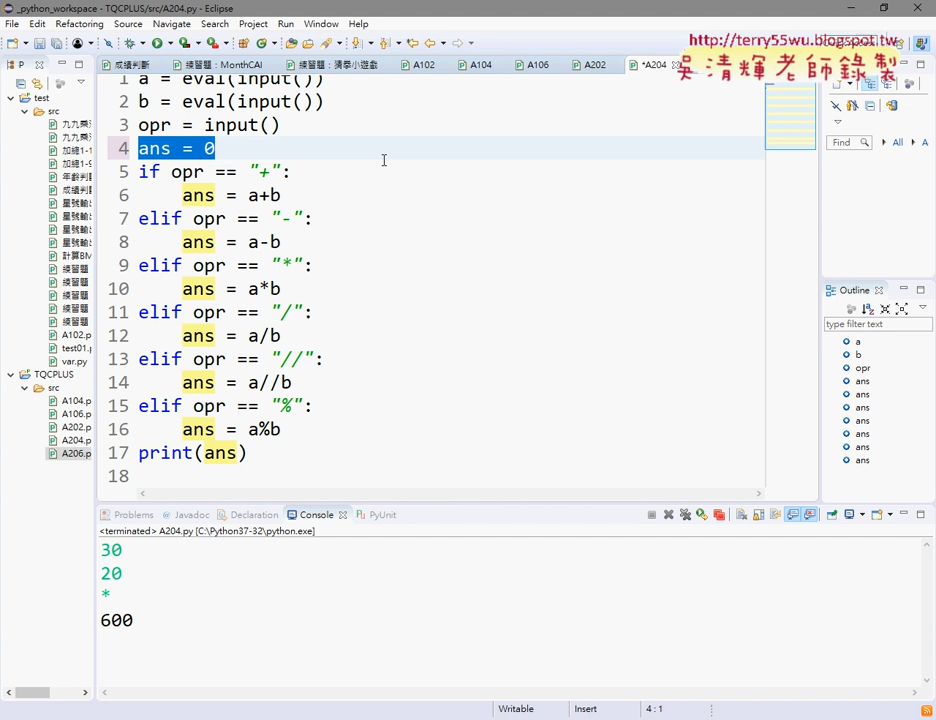 _python_workspace - TQCPLUS/src/A204.py - Eclipse
File Edit Refactoring Source Navigate Search Project Run Window Help
http://terry55wu.blogspot.tw
吳清輝老師錄製
P
成績判斷
練習題：MonthCAl
練習題：猜拳小遊戲
A102
A104
A106
A202
*A204
test
src
九九乘
九九乘
加總1-
加總1-9
年齡判
成績判
星號輸
星號輸
星號輸
星號輸
計算BM
練習題
練習題
練習題
練習題
A102.p
test01.
var.py
TQCPLUS
src
A104.p
A106.p
A202.p
A204.p
A206.p
1 a = eval(input())
2 b = eval(input())
3 opr = input()
4 ans = 0
5 if opr == "+":
6 ans = a+b
7 elif opr == "-":
8 ans = a-b
9 elif opr == "*":
10 ans = a*b
11 elif opr == "/":
12 ans = a/b
13 elif opr == "//":
14 ans = a//b
15 elif opr == "%":
16 ans = a%b
17 print(ans)
18
Find All A
Outline
type filter text
a
b
opr
ans
ans
ans
ans
ans
ans
ans
Problems Javadoc Declaration Console PyUnit
<terminated> A204.py [C:\Python37-32\python.exe]
30
20
*
600
Writable Insert 4 : 1